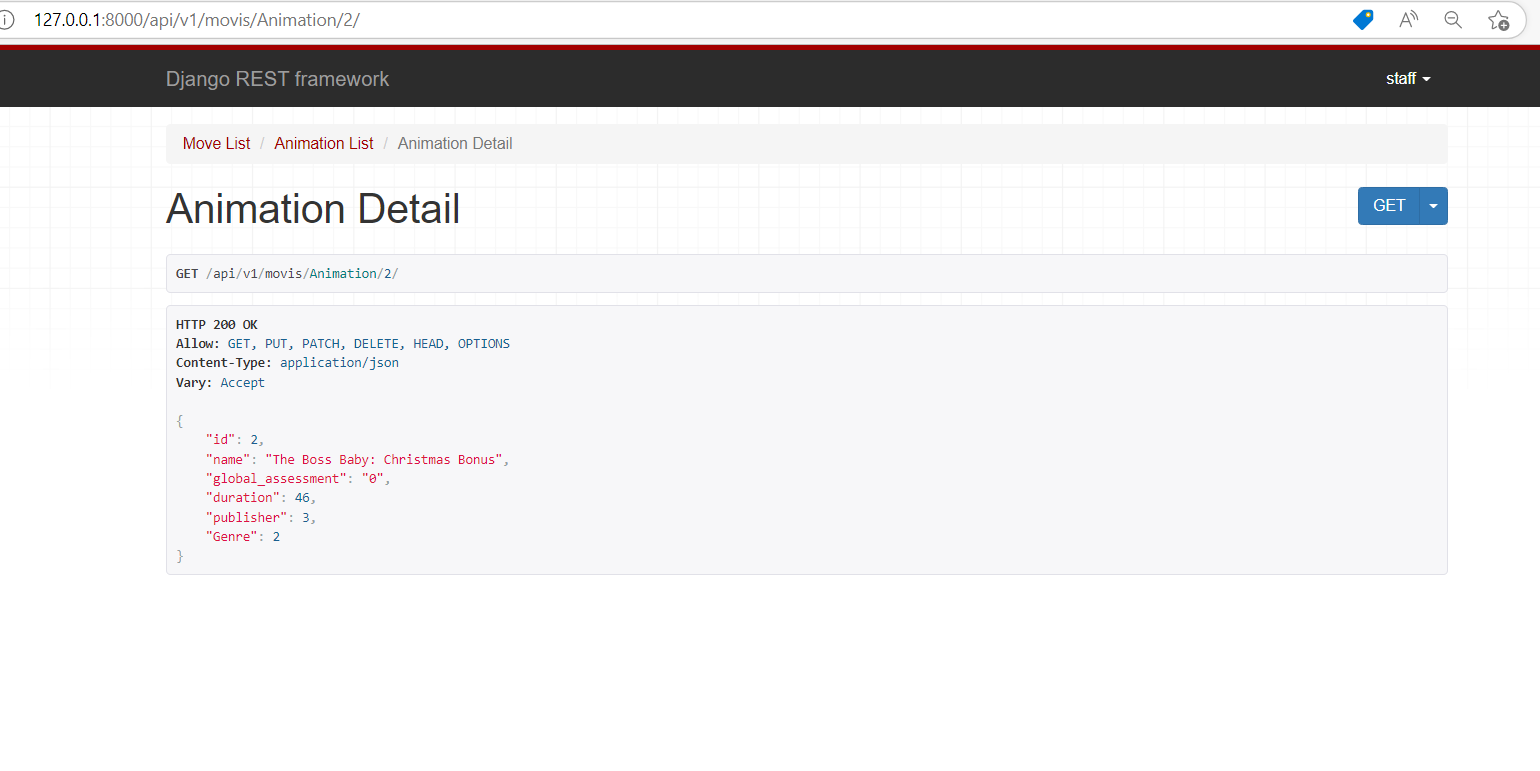 127.0.0.1:8000/api/v1/movis/Animation/2/
Django REST framework staff
Move List / Animation List / Animation Detail
Animation Detail
GET
GET /api/v1/movis/Animation/2/
HTTP 200 OK
Allow: GET, PUT, PATCH, DELETE, HEAD, OPTIONS
Content-Type: application/json
Vary: Accept
{
"id": 2,
"name": "The Boss Baby: Christmas Bonus",
"global_assessment": "0",
"duration": 46,
"publisher": 3,
"Genre": 2
}